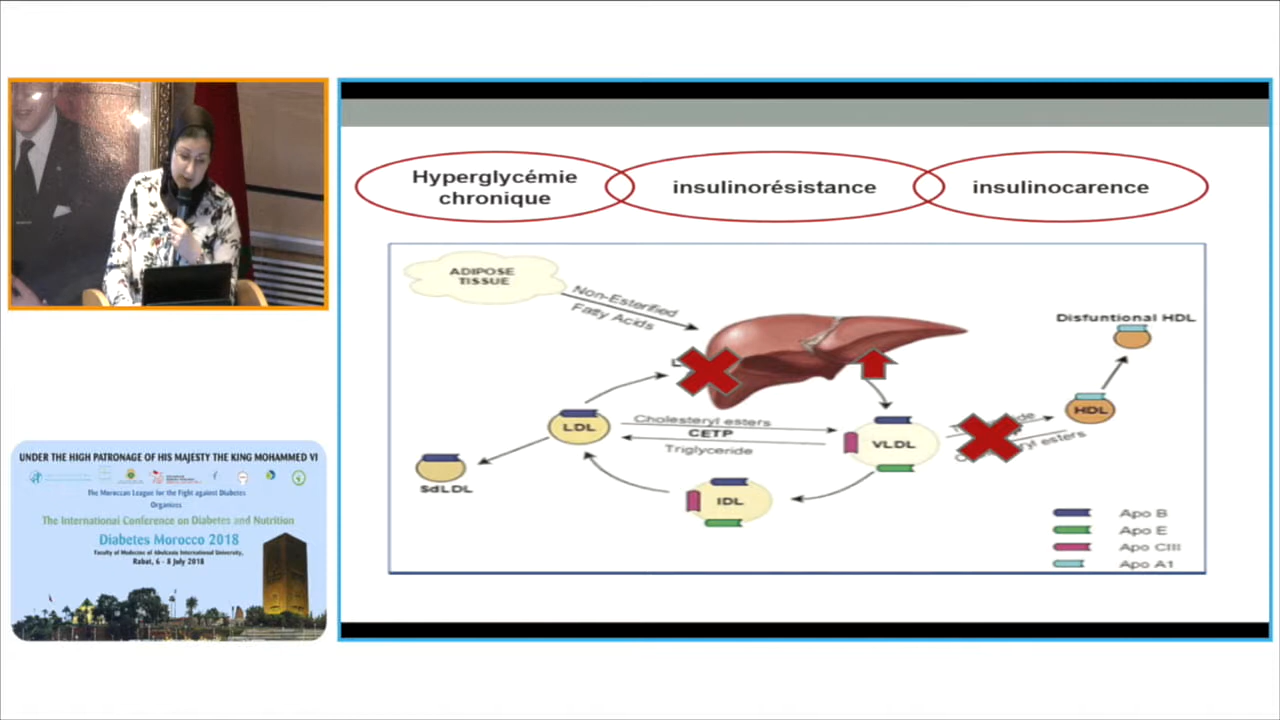 Hyperglycémie
chronique
insulinorésistance
insulinocarence
ADIPOSE
TISSUE
Non-Esterified
Fatty Acids
Disfuntional HDL
HDL
LDL
Cholesteryl esters
CETP
Triglyceride
VLDL
esters
SdLDL
IDL
Apo B
Apo E
Apo CIII
Apo A1
UNDER THE HIGH PATRONAGE OF HIS MAJESTY THE KING MOHAMMED VI
The Moroccan League for the Fight against Diabetes
Organizes
The International Conference on Diabetes and Nutrition
Diabetes Morocco 2018
Faculty of Medecine of Abulcasis International University,
Rabat, 6 - 8 July 2018